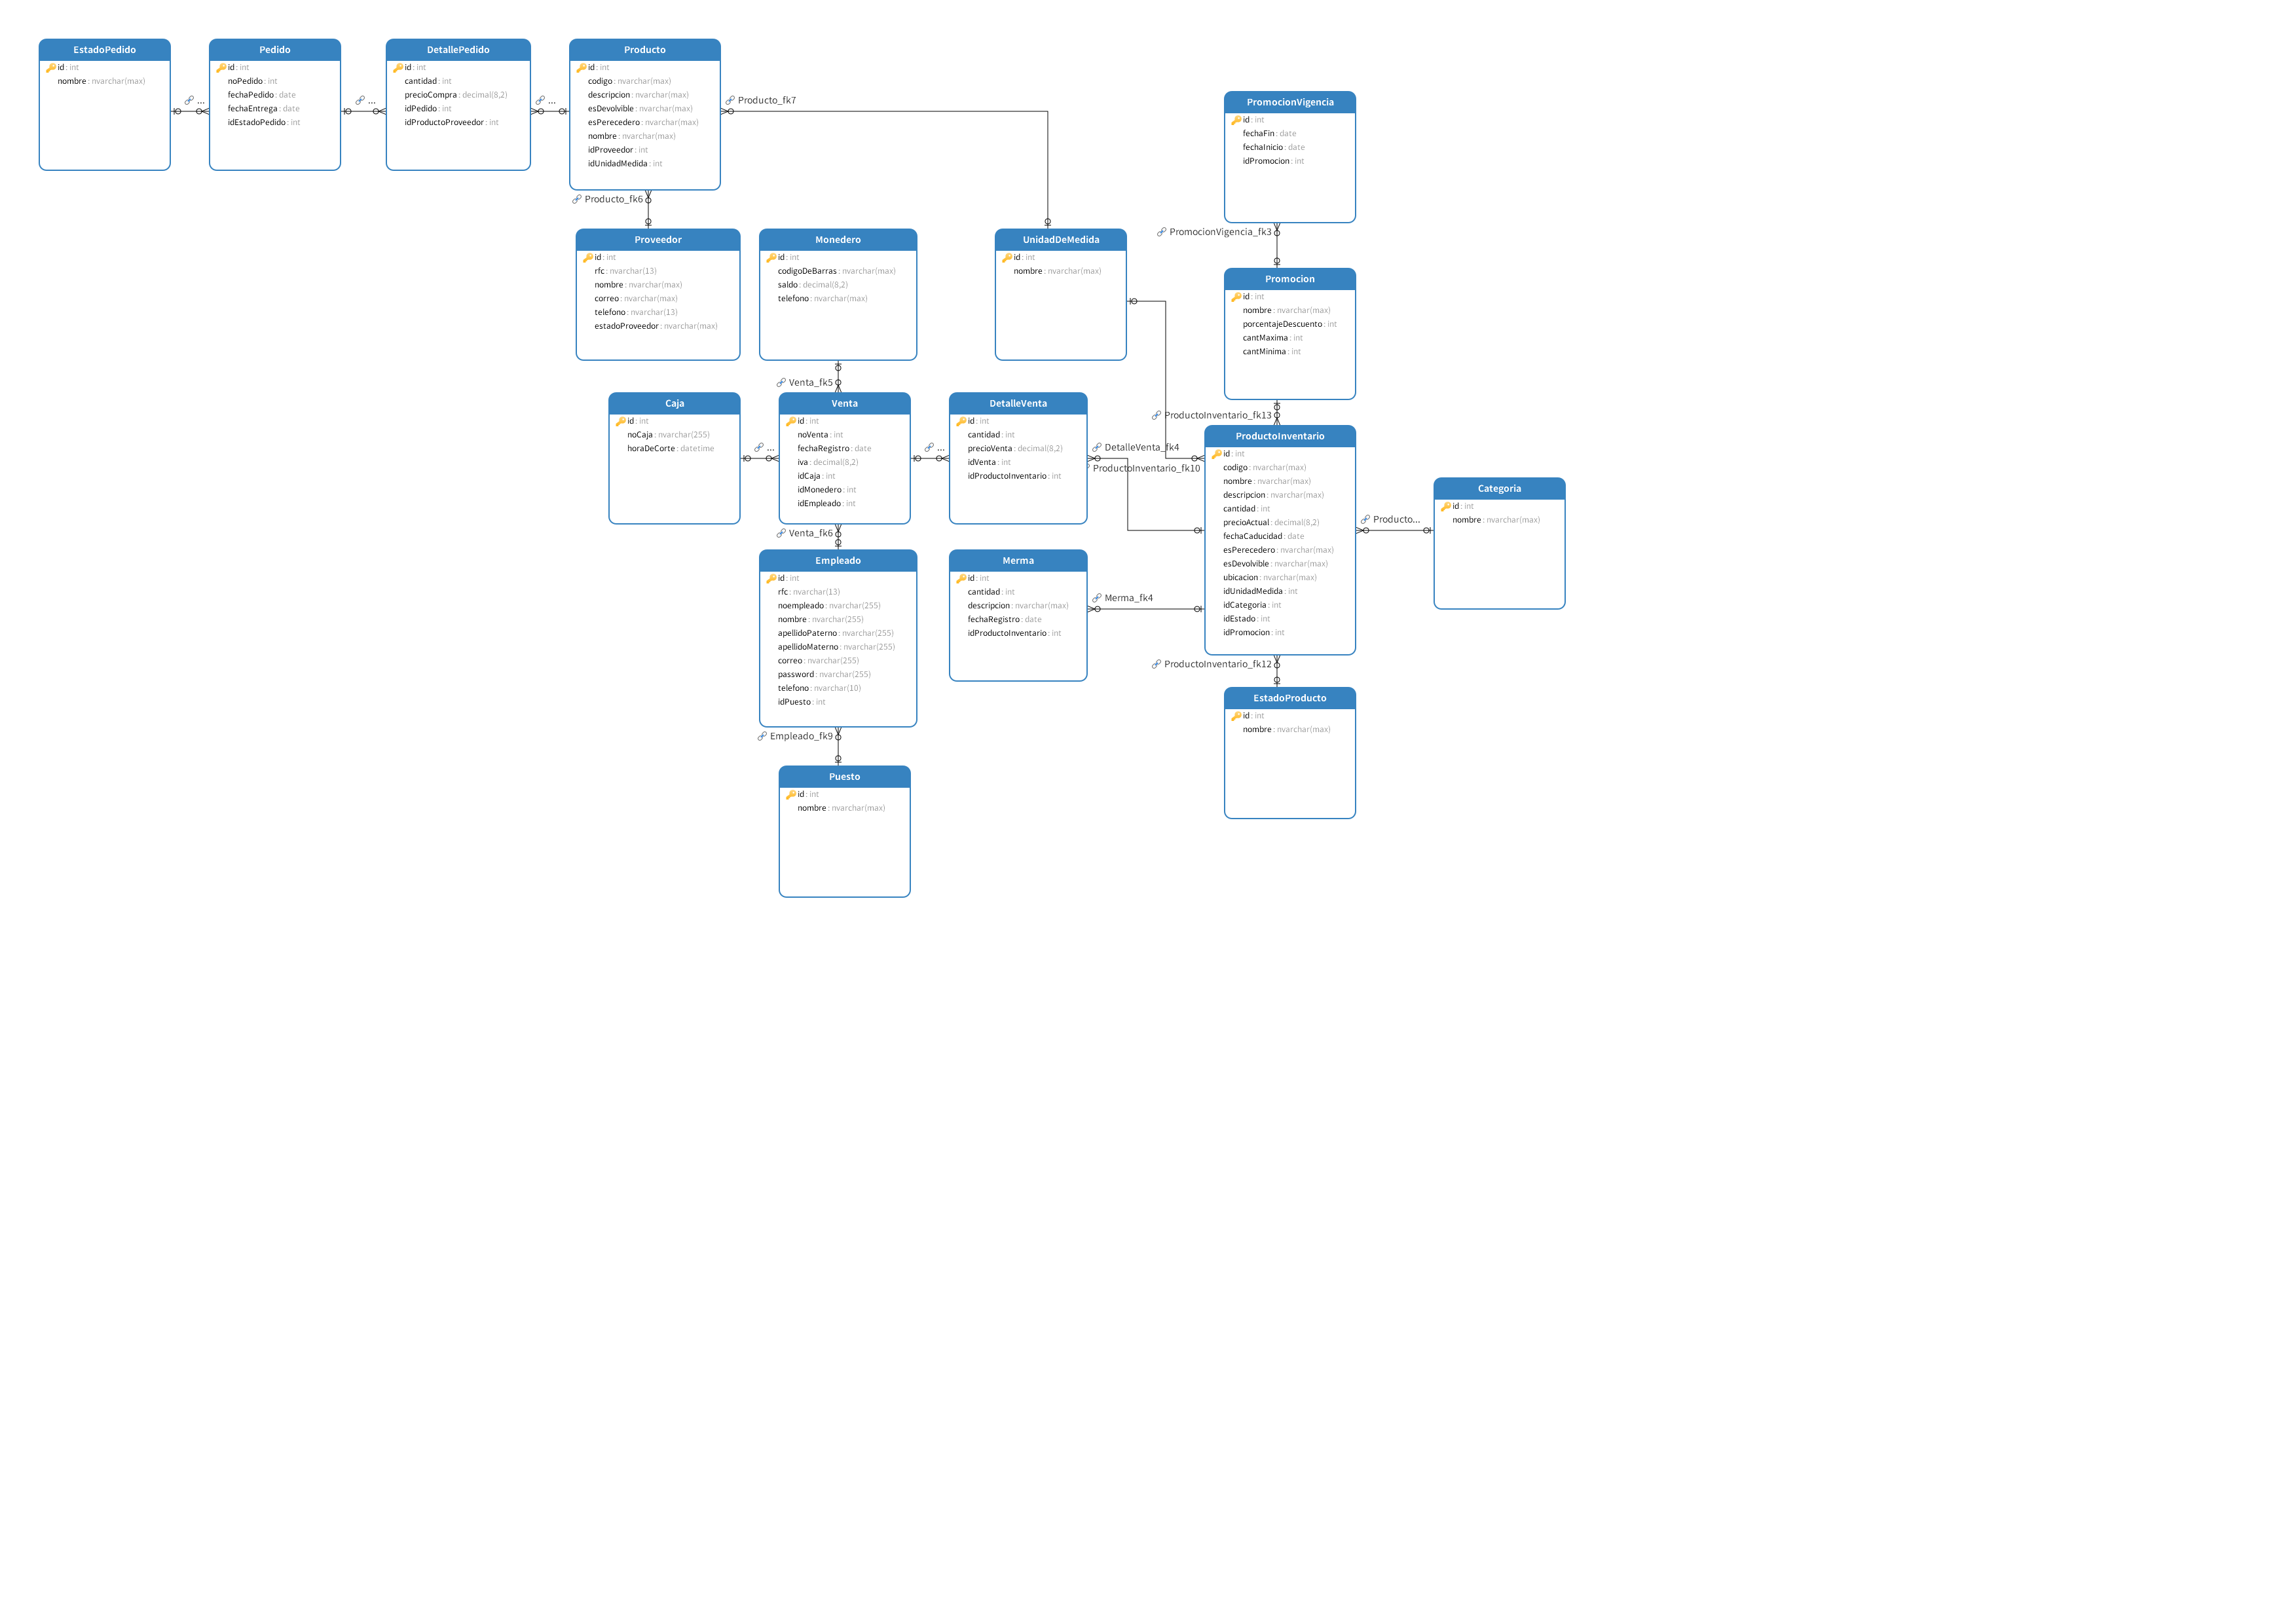 EstadoPedido
id : int
nombre : nvarchar(max)
...
Pedido
id : int
noPedido : int
fechaPedido : date
fechaEntrega : date
idEstadoPedido : int
...
DetallePedido
id : int
cantidad : int
precioCompra : decimal(8,2)
idPedido : int
idProductoProveedor : int
...
Producto
id : int
codigo : nvarchar(max)
descripcion : nvarchar(max)
esDevolvible : nvarchar(max)
esPerecedero : nvarchar(max)
nombre : nvarchar(max)
idProveedor : int
idUnidadMedida : int
Producto_fk7
Producto_fk6
PromocionVigencia
id : int
fechaFin : date
fechaInicio : date
idPromocion : int
PromocionVigencia_fk3
Proveedor
id : int
rfc : nvarchar(13)
nombre : nvarchar(max)
correo : nvarchar(max)
telefono : nvarchar(13)
estadoProveedor : nvarchar(max)
Monedero
id : int
codigoDeBarras : nvarchar(max)
saldo : decimal(8,2)
telefono : nvarchar(max)
Venta_fk5
UnidadDeMedida
id : int
nombre : nvarchar(max)
Promocion
id : int
nombre : nvarchar(max)
porcentajeDescuento : int
cantMaxima : int
cantMinima : int
ProductoInventario_fk13
Caja
id : int
noCaja : nvarchar(255)
horaDeCorte : datetime
...
Venta
id : int
noVenta : int
fechaRegistro : date
iva : decimal(8,2)
idCaja : int
idMonedero : int
idEmpleado : int
...
Venta_fk6
DetalleVenta
id : int
cantidad : int
precioVenta : decimal(8,2)
idVenta : int
idProductoInventario : int
DetalleVenta_fk4
ProductoInventario_fk10
ProductoInventario
id : int
codigo : nvarchar(max)
nombre : nvarchar(max)
descripcion : nvarchar(max)
cantidad : int
precioActual : decimal(8,2)
fechaCaducidad : date
esPerecedero : nvarchar(max)
esDevolvible : nvarchar(max)
ubicacion : nvarchar(max)
idUnidadMedida : int
idCategoria : int
idEstado : int
idPromocion : int
Producto...
Categoria
id : int
nombre : nvarchar(max)
Empleado
id : int
rfc : nvarchar(13)
noempleado : nvarchar(255)
nombre : nvarchar(255)
apellidoPaterno : nvarchar(255)
apellidoMaterno : nvarchar(255)
correo : nvarchar(255)
password : nvarchar(255)
telefono : nvarchar(10)
idPuesto : int
Empleado_fk9
Merma
id : int
cantidad : int
descripcion : nvarchar(max)
fechaRegistro : date
idProductoInventario : int
Merma_fk4
ProductoInventario_fk12
EstadoProducto
id : int
nombre : nvarchar(max)
Puesto
id : int
nombre : nvarchar(max)